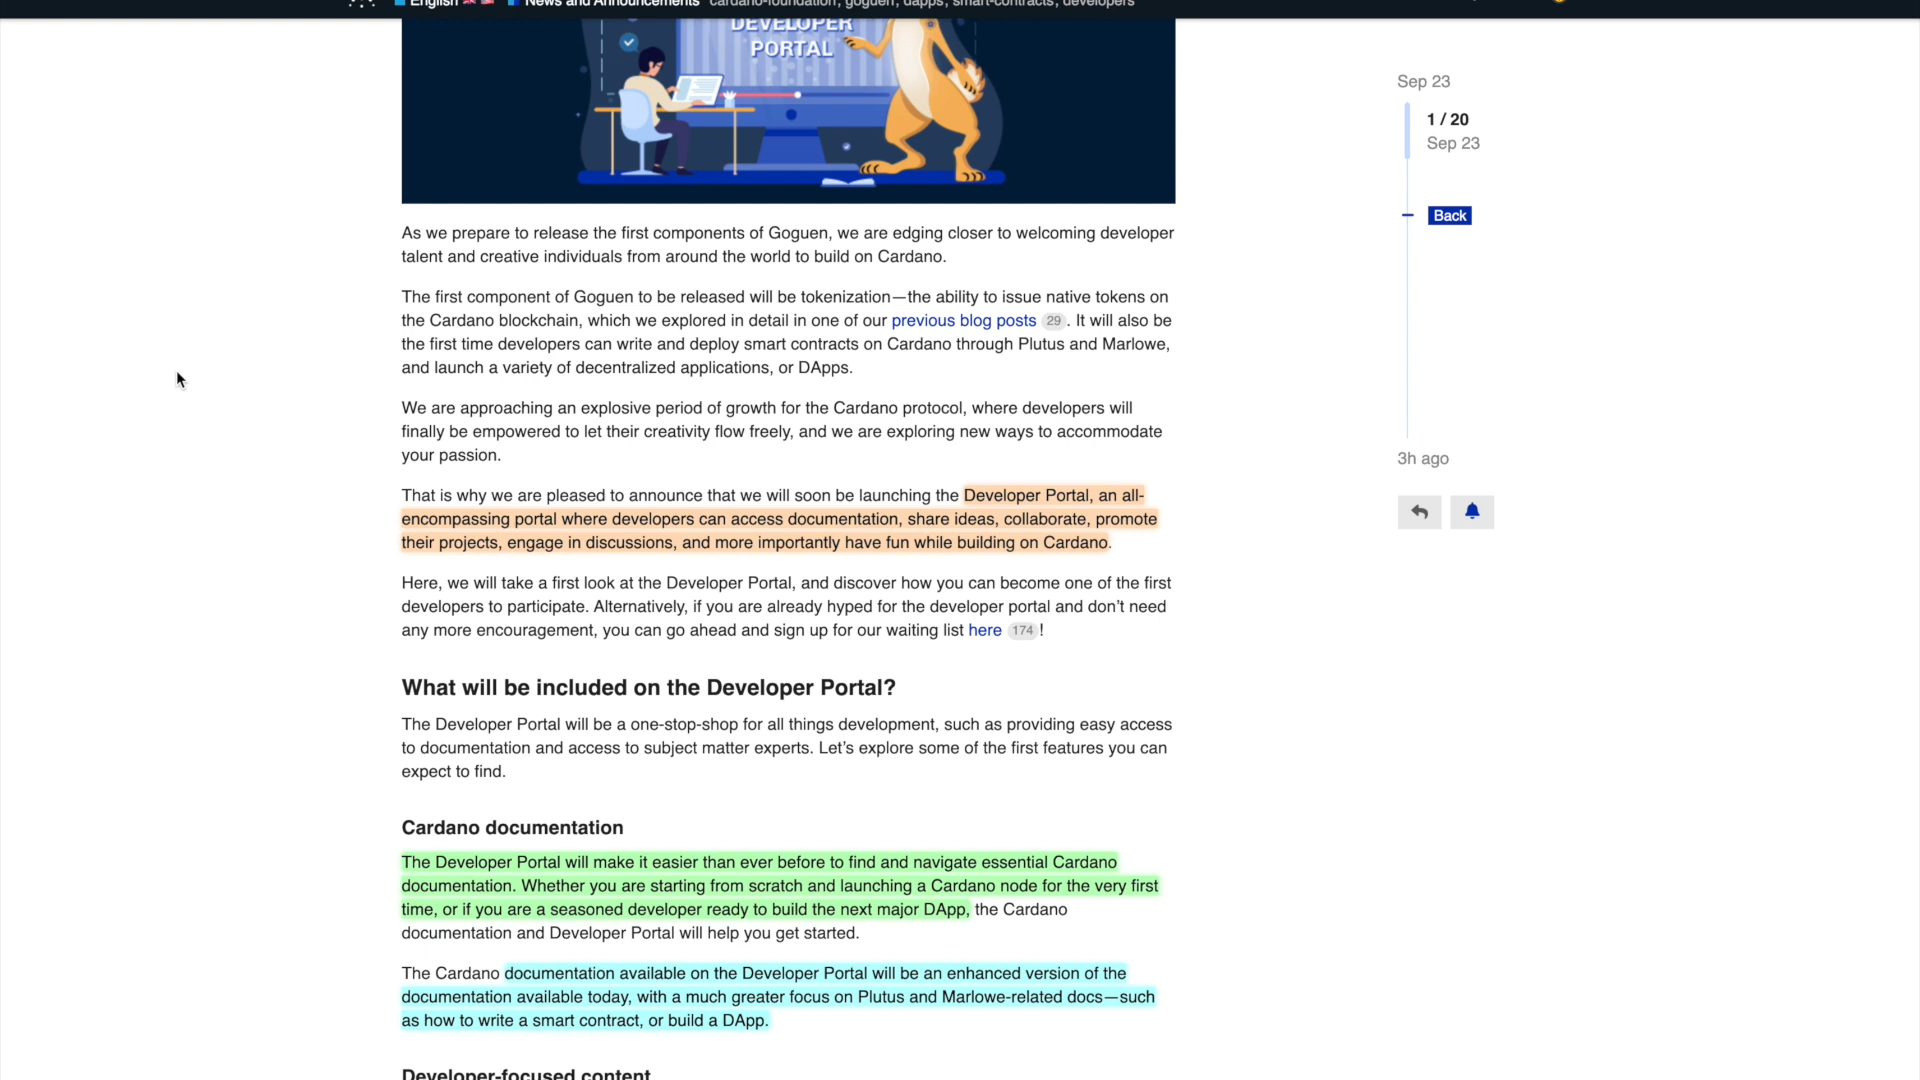 English News and Announcements cardano-foundation, goguen, dapps, smart-contracts, developers
DEVELOPER
PORTAL
As we prepare to release the first components of Goguen, we are edging closer to welcoming developer
talent and creative individuals from around the world to build on Cardano.
The first component of Goguen to be released will be tokenization—the ability to issue native tokens on
the Cardano blockchain, which we explored in detail in one of our previous blog posts 29. It will also be
the first time developers can write and deploy smart contracts on Cardano through Plutus and Marlowe,
and launch a variety of decentralized applications, or DApps.
We are approaching an explosive period of growth for the Cardano protocol, where developers will
finally be empowered to let their creativity flow freely, and we are exploring new ways to accommodate
your passion.
That is why we are pleased to announce that we will soon be launching the Developer Portal, an all-
encompassing portal where developers can access documentation, share ideas, collaborate, promote
their projects, engage in discussions, and more importantly have fun while building on Cardano.
Here, we will take a first look at the Developer Portal, and discover how you can become one of the first
developers to participate. Alternatively, if you are already hyped for the developer portal and don’t need
any more encouragement, you can go ahead and sign up for our waiting list here 174!
What will be included on the Developer Portal?
The Developer Portal will be a one-stop-shop for all things development, such as providing easy access
to documentation and access to subject matter experts. Let’s explore some of the first features you can
expect to find.
Cardano documentation
The Developer Portal will make it easier than ever before to find and navigate essential Cardano
documentation. Whether you are starting from scratch and launching a Cardano node for the very first
time, or if you are a seasoned developer ready to build the next major DApp, the Cardano
documentation and Developer Portal will help you get started.
The Cardano documentation available on the Developer Portal will be an enhanced version of the
documentation available today, with a much greater focus on Plutus and Marlowe-related docs—such
as how to write a smart contract, or build a DApp.
Developer-focused content
Sep 23
1 / 20
Sep 23
Back
3h ago